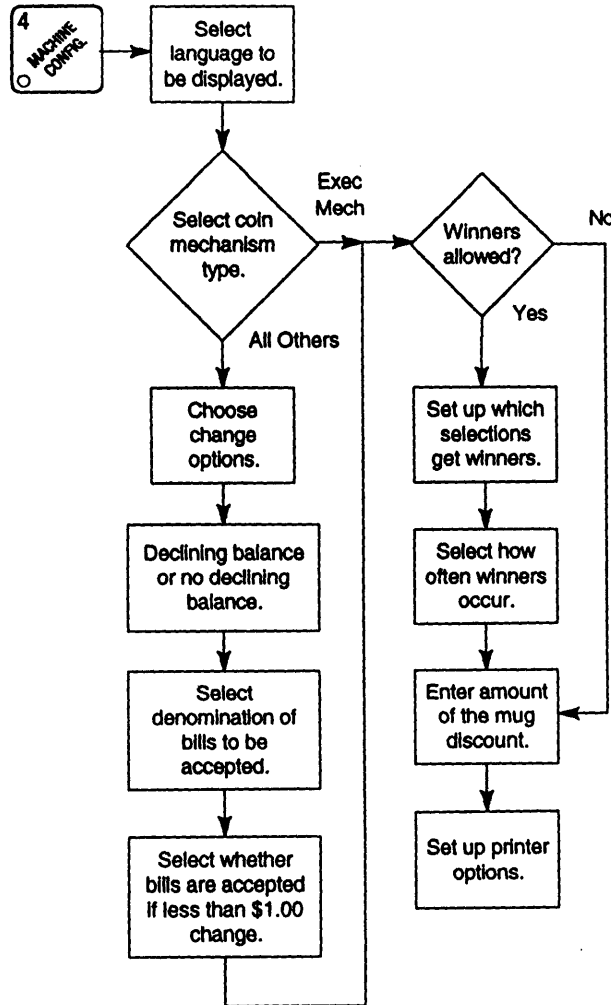 4
MACHINE
CONFIG.
Select
language to
be displayed.
Select coin
mechanism
type.
Exec
Mech
All Others
Choose
change
options.
Declining balance
or no declining
balance.
Select
denomination of
bills to be
accepted.
Select whether
bills are accepted
if less than $1.00
change.
Winners
allowed?
No
Yes
Set up which
selections
get winners.
Select how
often winners
occur.
Enter amount
of the mug
discount.
Set up printer
options.